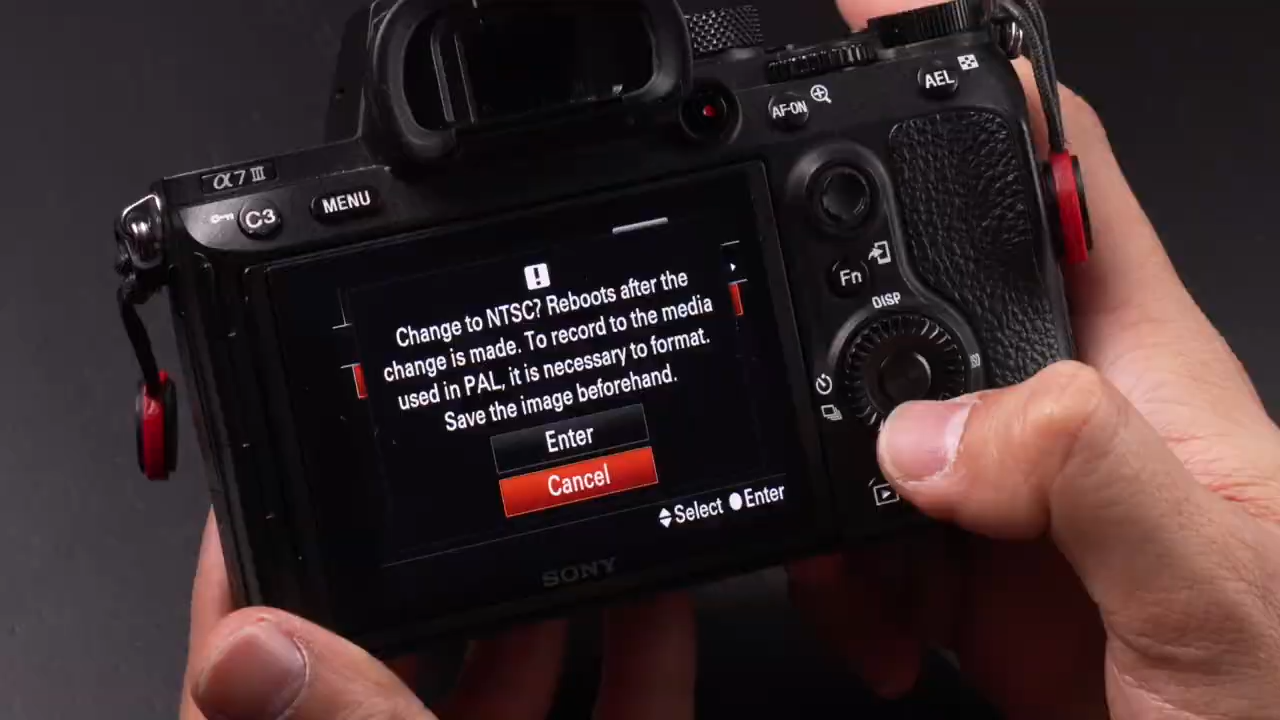 AEL
AF-ON
α7III
C3
MENU
Fn
DISP
Change to NTSC? Reboots after the
change is made. To record to the media
used in PAL, it is necessary to format.
Save the image beforehand.
Enter
Cancel
Select Enter
SONY
ISO